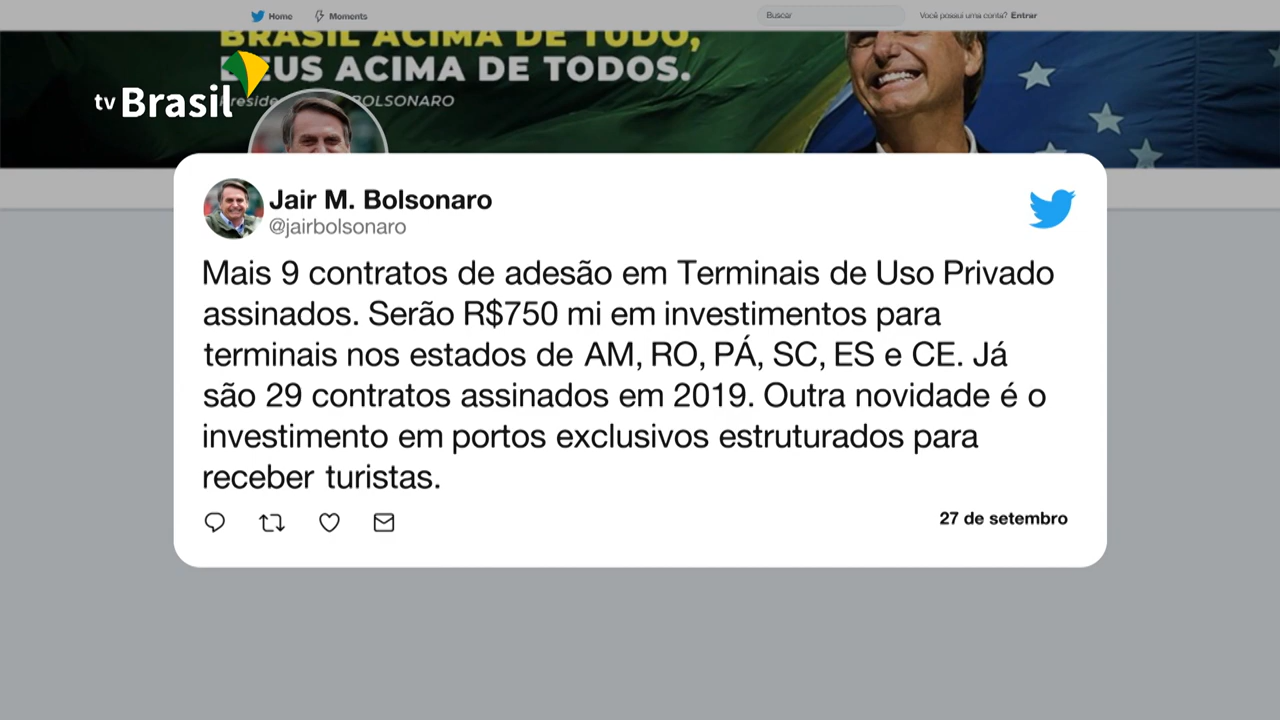 Home
Moments
Buscar
Você possui uma conta? Entrar
BRASIL ACIMA DE TUDO,
DEUS ACIMA DE TODOS.
BOLSONARO
tv Brasil
Jair M. Bolsonaro
@jairbolsonaro
Mais 9 contratos de adesão em Terminais de Uso Privado
assinados. Serão R$750 mi em investimentos para
terminais nos estados de AM, RO, PÁ, SC, ES e CE. Já
são 29 contratos assinados em 2019. Outra novidade é o
investimento em portos exclusivos estruturados para
receber turistas.
27 de setembro